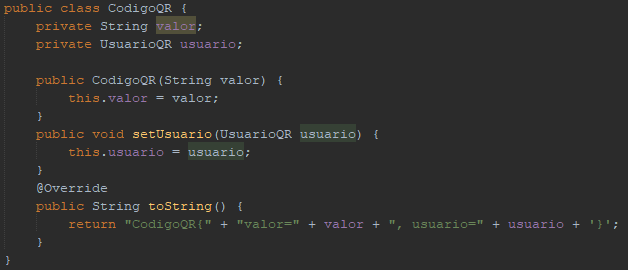 public class CodigoQR {
    private String valor;
    private UsuarioQR usuario;

    public CodigoQR(String valor) {
        this.valor = valor;
    }
    public void setUsuario(UsuarioQR usuario) {
        this.usuario = usuario;
    }
    @Override
    public String toString() {
        return "CodigoQR{" + "valor=" + valor + ", usuario=" + usuario + '}';
    }
}